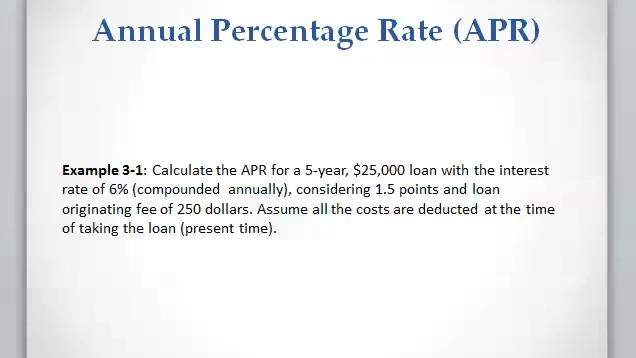 Annual Percentage Rate (APR)
Example 3-1: Calculate the APR for a 5-year, $25,000 loan with the interest
rate of 6% (compounded annually), considering 1.5 points and loan
originating fee of 250 dollars. Assume all the costs are deducted at the time
of taking the loan (present time).